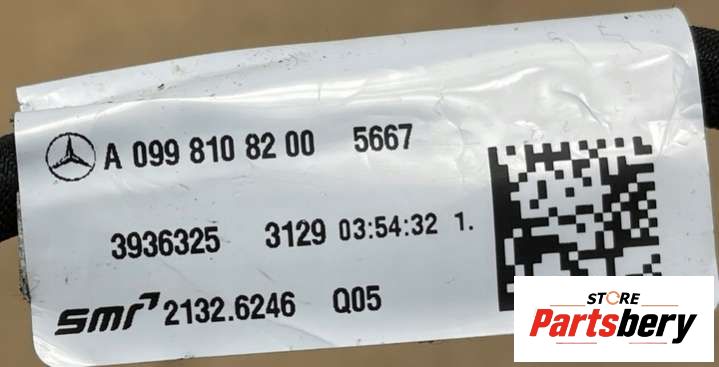 A 099 810 82 00 5667
3936325 3129 03:54:32 1.
smr 2132.6246 Q05
STORE
Partsbery